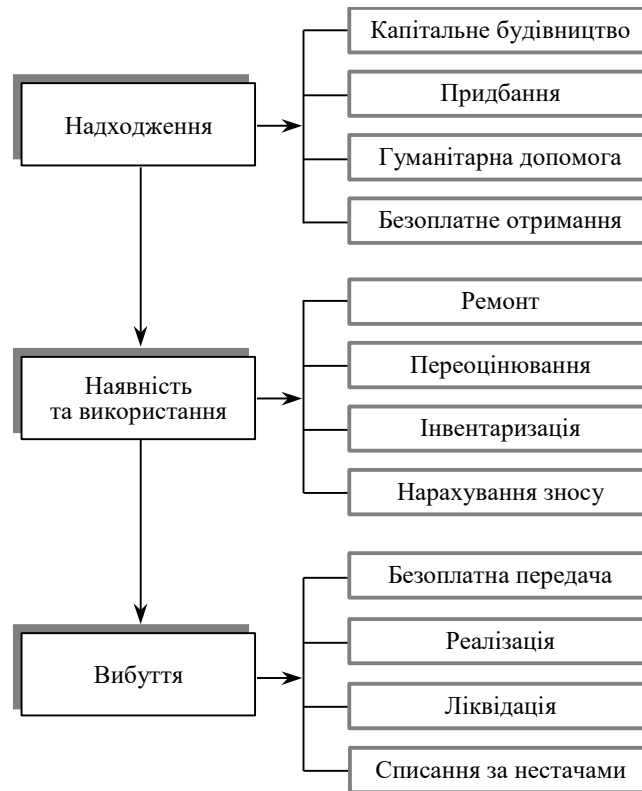 Надходження
Капітальне будівництво
Придбання
Гуманітарна допомога
Безоплатне отримання
Наявність
та використання
Ремонт
Переоцінювання
Інвентаризація
Нарахування зносу
Вибуття
Безоплатна передача
Реалізація
Ліквідація
Списання за нестачами